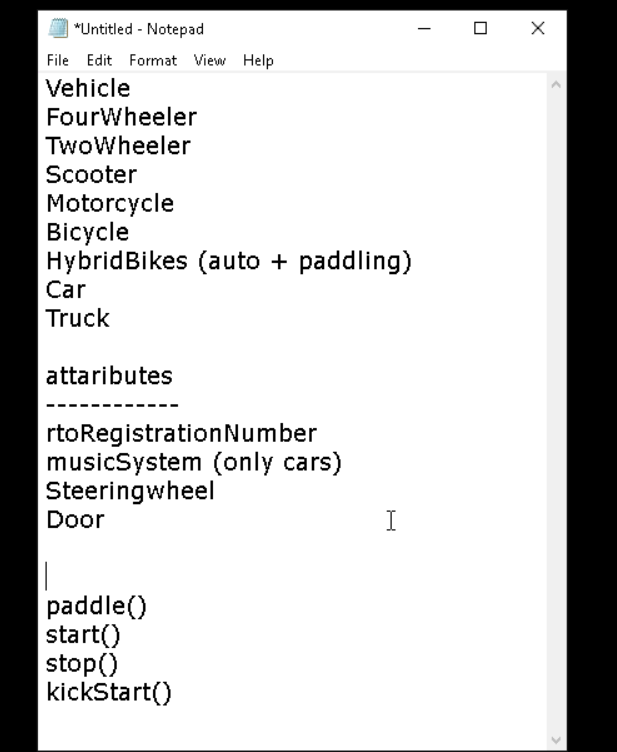 *Untitled - Notepad
File Edit Format View Help
Vehicle
FourWheeler
TwoWheeler
Scooter
Motorcycle
Bicycle
HybridBikes (auto + paddling)
Car
Truck
attaributes
------------
rtoRegistrationNumber
musicSystem (only cars)
Steeringwheel
Door
paddle()
start()
stop()
kickStart()